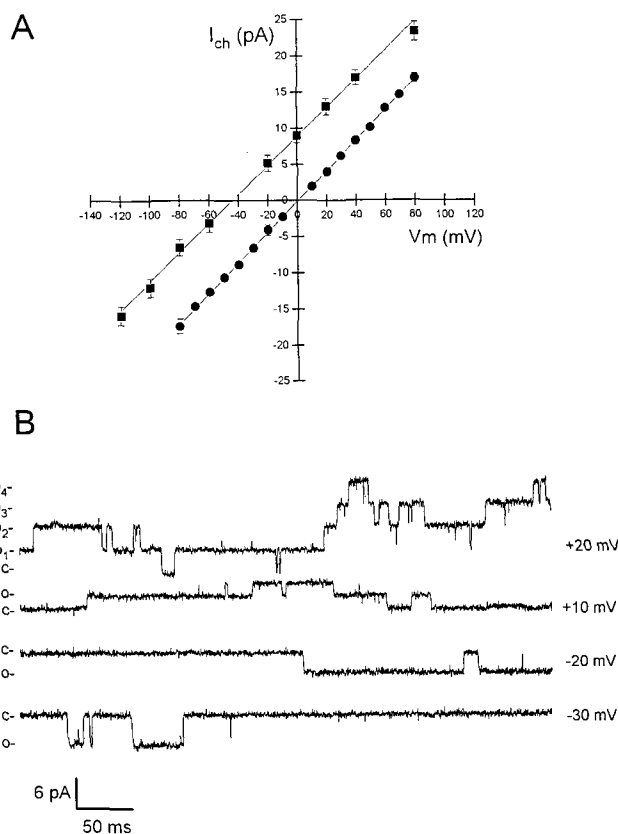 A
I_ch (pA)
25
20
15
10
5
0
-140 -120 -100 -80 -60 -40 -20 0 20 40 60 80 100 120
Vm (mV)
-5
-10
-15
-20
-25
B
4-
3-
2-
1-
C-
+20 mV
O-
C-
+10 mV
C-
O-
-20 mV
C-
O-
-30 mV
6 pA
50 ms